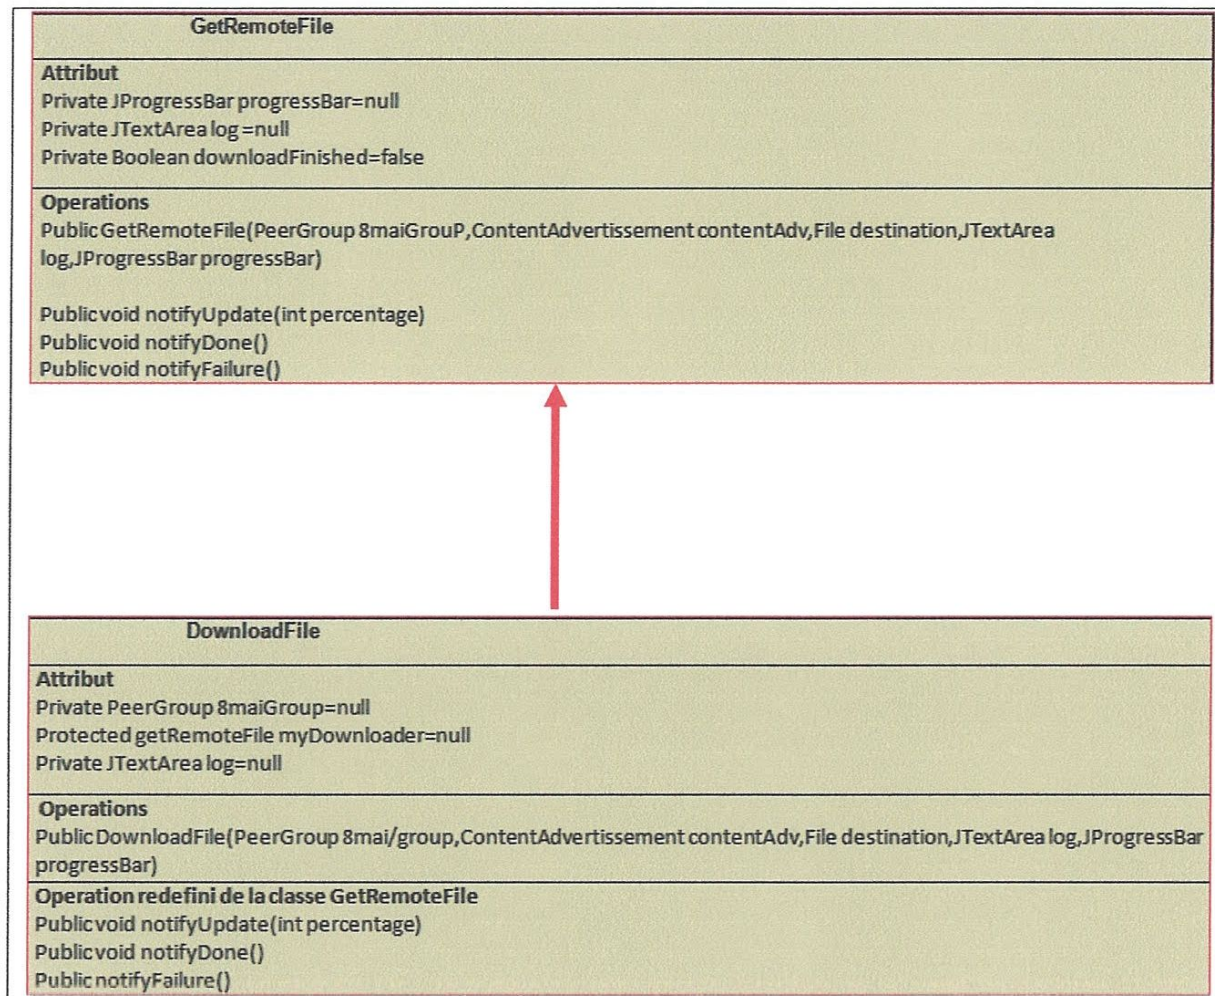 GetRemoteFile
Attribut
Private JProgressBar progressBar=null
Private JTextArea log=null
Private Boolean downloadFinished=false
Operations
Public GetRemoteFile(PeerGroup 8maiGrouP,ContentAdvertissement contentAdv,File destination,JTextArea
log,JProgressBar progressBar)
Public void notifyUpdate(int percentage)
Public void notifyDone()
Public void notifyFailure()
DownloadFile
Attribut
Private PeerGroup 8maiGroup=null
Protected getRemoteFile myDownloader=null
Private JTextArea log=null
Operations
Public DownloadFile(PeerGroup 8mai/group,ContentAdvertissement contentAdv,File destination,JTextArea log,JProgressBar
progressBar)
Operation redefini de la classe GetRemoteFile
Public void notifyUpdate(int percentage)
Public void notifyDone()
Public notifyFailure()